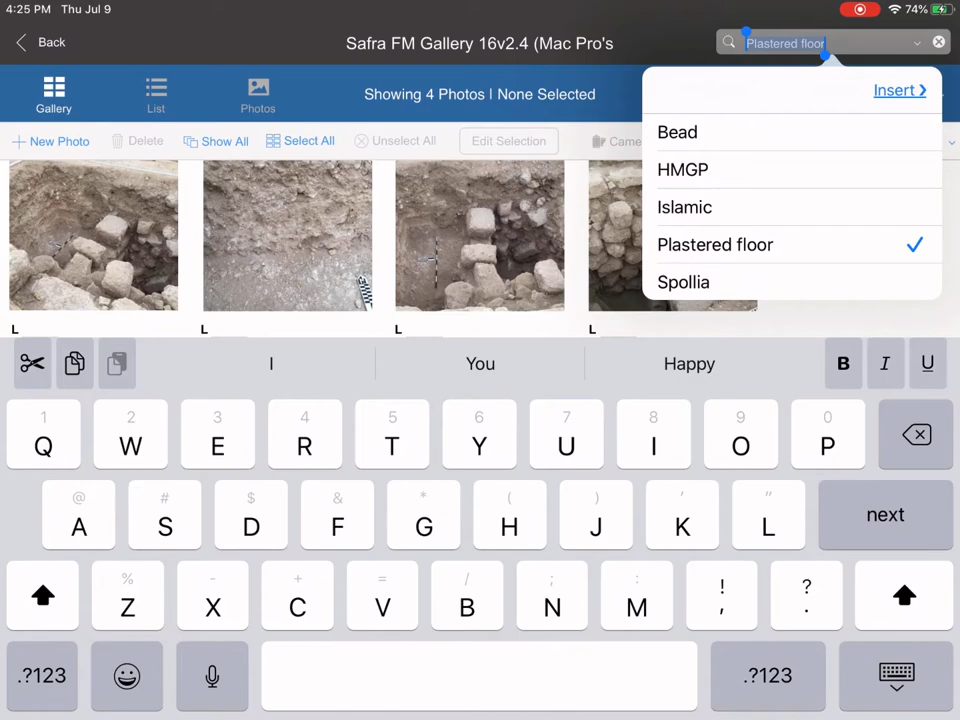 4:25 PM Thu Jul 9
74%
Back
Safra FM Gallery 16v2.4 (Mac Pro's
Plastered floor
Gallery
List
Photos
Showing 4 Photos | None Selected
Insert
+ New Photo
Delete
Show All
Select All
Unselect All
Edit Selection
Came
Bead
HMGP
Islamic
Plastered floor
Spollia
L
L
L
L
I
You
Happy
B
I
U
1 2 3 4 5 6 7 8 9 0
Q W E R T Y U I O P
@ # $ & * ( ) ' "
A S D F G H J K L
next
% - + = / ; : ! ?
Z X C V B N M , .
.?123
.?123